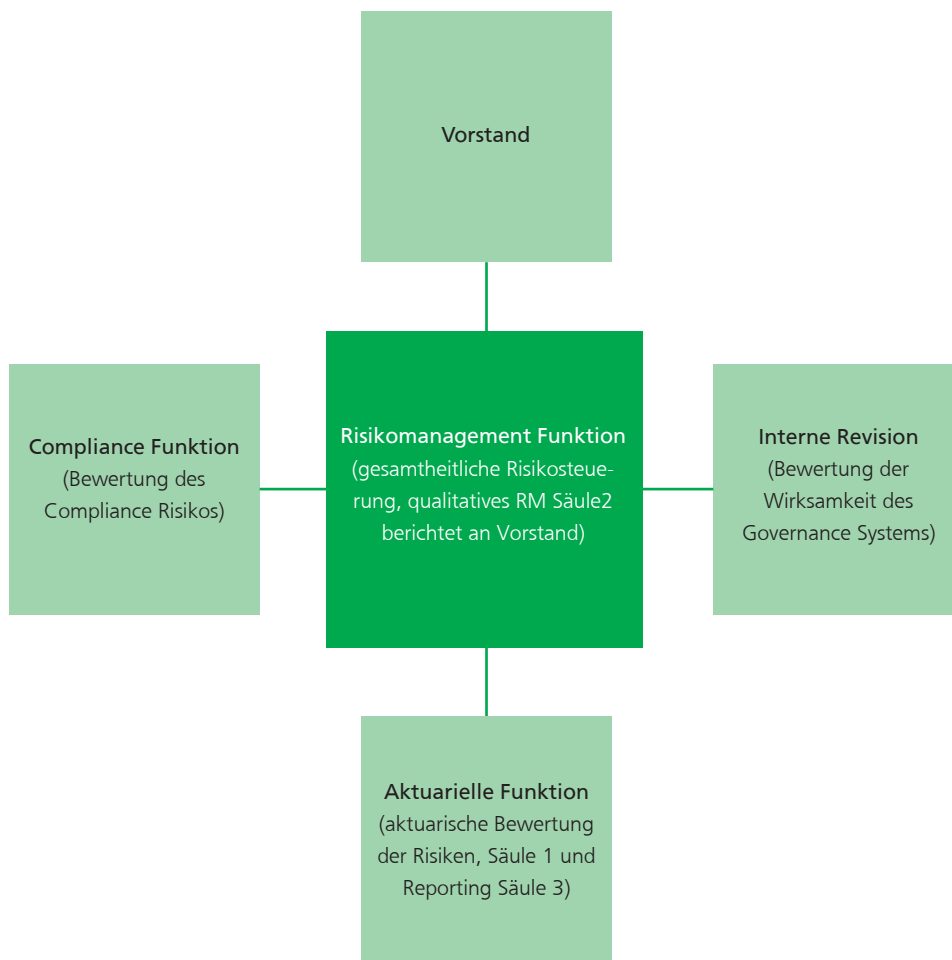 Vorstand
Compliance Funktion
(Bewertung des
Compliance Risikos)
Risikomanagement Funktion
(gesamtheitliche Risikosteue-
rung, qualitatives RM Säule2
berichtet an Vorstand)
Interne Revision
(Bewertung der
Wirksamkeit des
Governance Systems)
Aktuarielle Funktion
(aktuarische Bewertung
der Risiken, Säule 1 und
Reporting Säule 3)